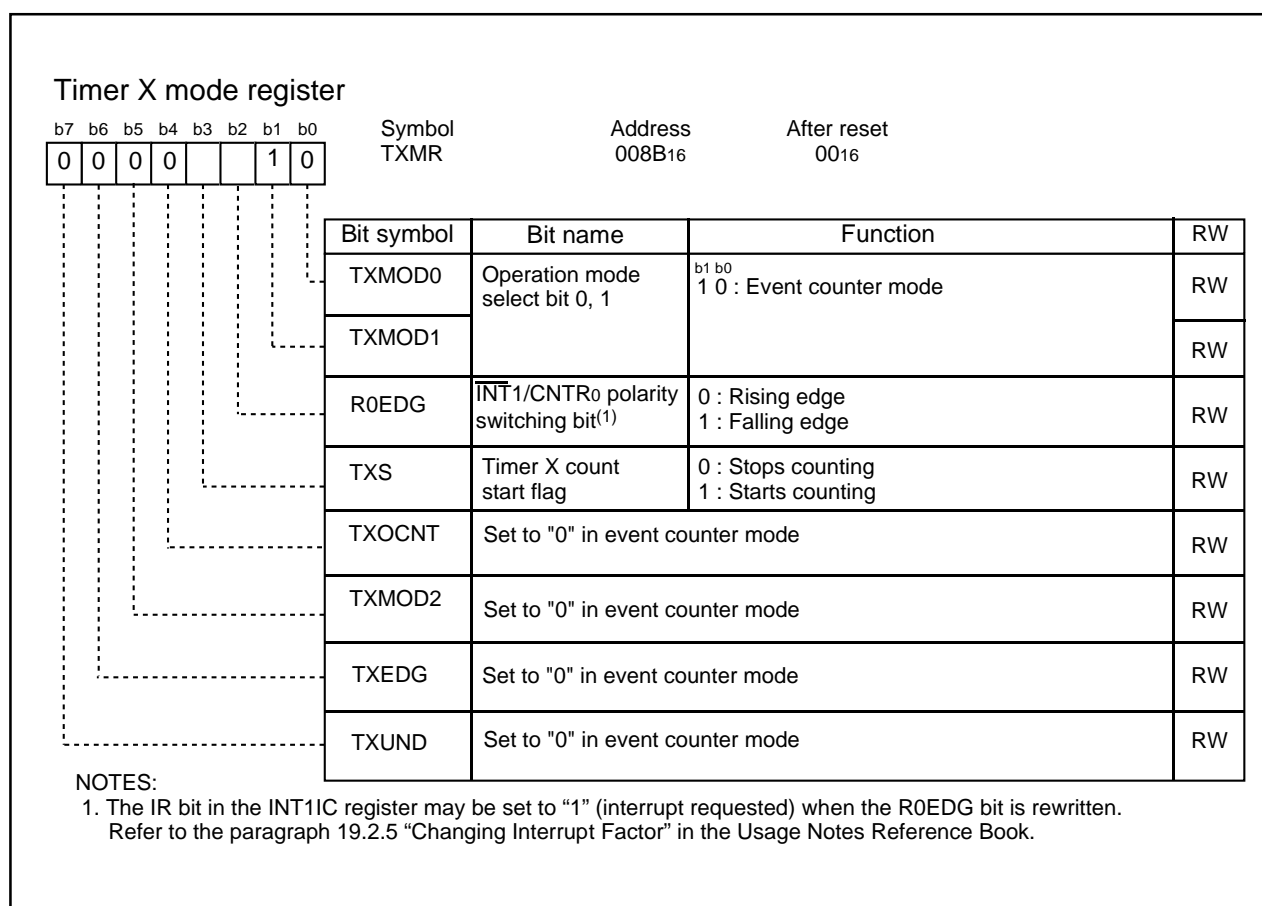 Timer X mode register
b7 b6 b5 b4 b3 b2 b1 b0 Symbol Address After reset
0 0 0 0 1 0 TXMR 008B16 0016
Bit symbol Bit name Function RW
TXMOD0 Operation mode select bit 0, 1 b1 b0 1 0 : Event counter mode RW
TXMOD1 RW
R0EDG INT1/CNTR0 polarity switching bit(1) 0 : Rising edge 1 : Falling edge RW
TXS Timer X count start flag 0 : Stops counting 1 : Starts counting RW
TXOCNT Set to "0" in event counter mode RW
TXMOD2 Set to "0" in event counter mode RW
TXEDG Set to "0" in event counter mode RW
TXUND Set to "0" in event counter mode RW
NOTES:
1. The IR bit in the INT1IC register may be set to “1” (interrupt requested) when the R0EDG bit is rewritten.
Refer to the paragraph 19.2.5 “Changing Interrupt Factor” in the Usage Notes Reference Book.